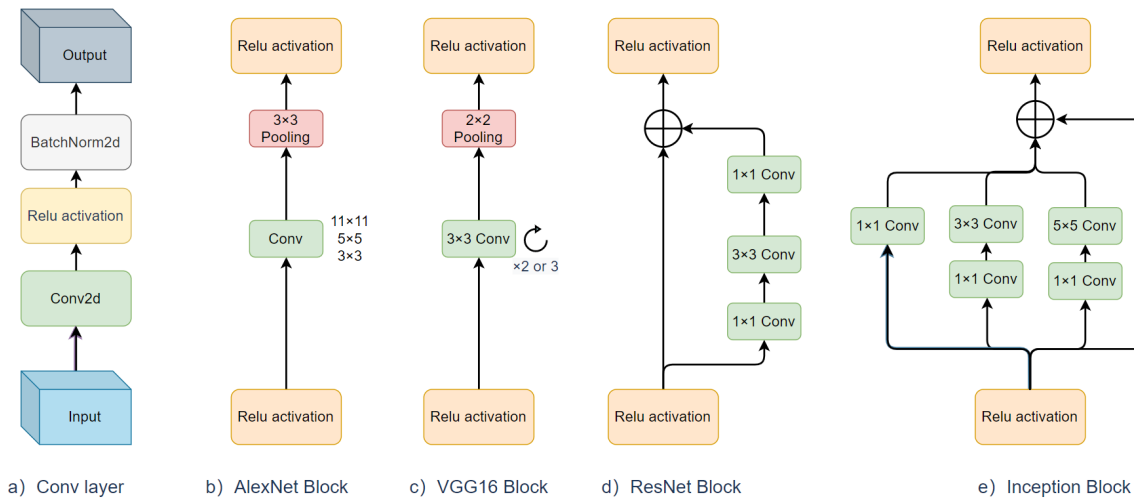 Output
BatchNorm2d
Relu activation
Conv2d
Input
a) Conv layer
Relu activation
3×3
Pooling
Conv
11×11
5×5
3×3
Relu activation
b) AlexNet Block
Relu activation
2×2
Pooling
3×3 Conv
×2 or 3
Relu activation
c) VGG16 Block
Relu activation
1×1 Conv
3×3 Conv
1×1 Conv
Relu activation
d) ResNet Block
Relu activation
1×1 Conv
3×3 Conv
5×5 Conv
1×1 Conv
1×1 Conv
Relu activation
e) Inception Block